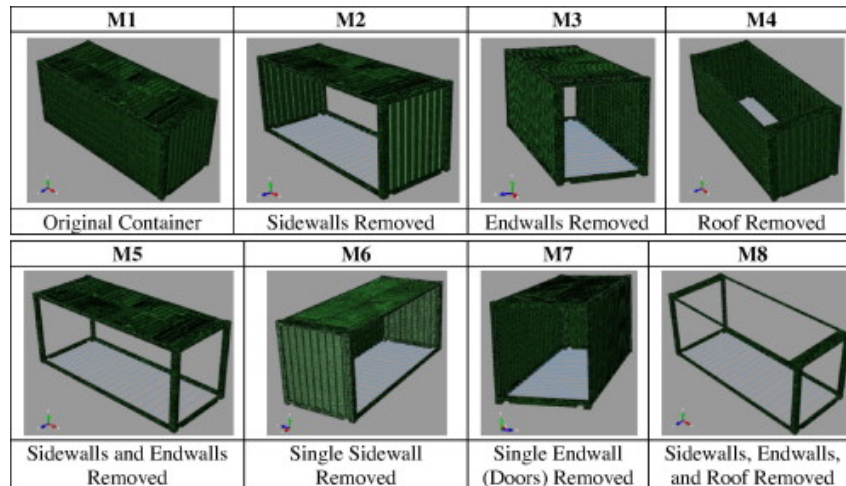 M1 M2 M3 M4
Original Container Sidewalls Removed Endwalls Removed Roof Removed
M5 M6 M7 M8
Sidewalls and Endwalls Single Sidewall Single Endwall Sidewalls, Endwalls,
Removed Removed (Doors) Removed and Roof Removed